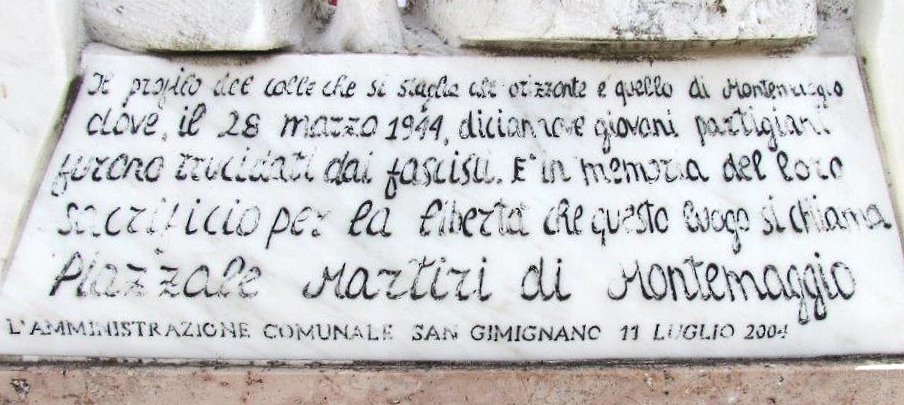 Il profilo del colle che si staglia all'orizzonte è quello di Montemaggio
dove, il 28 marzo 1944, diciannove giovani partigiani
furono trucidati dai fascisti. E' in memoria del loro
sacrificio per la libertà che questo luogo si chiama
Piazzale Martiri di Montemaggio
L'AMMINISTRAZIONE COMUNALE SAN GIMIGNANO 11 LUGLIO 2004